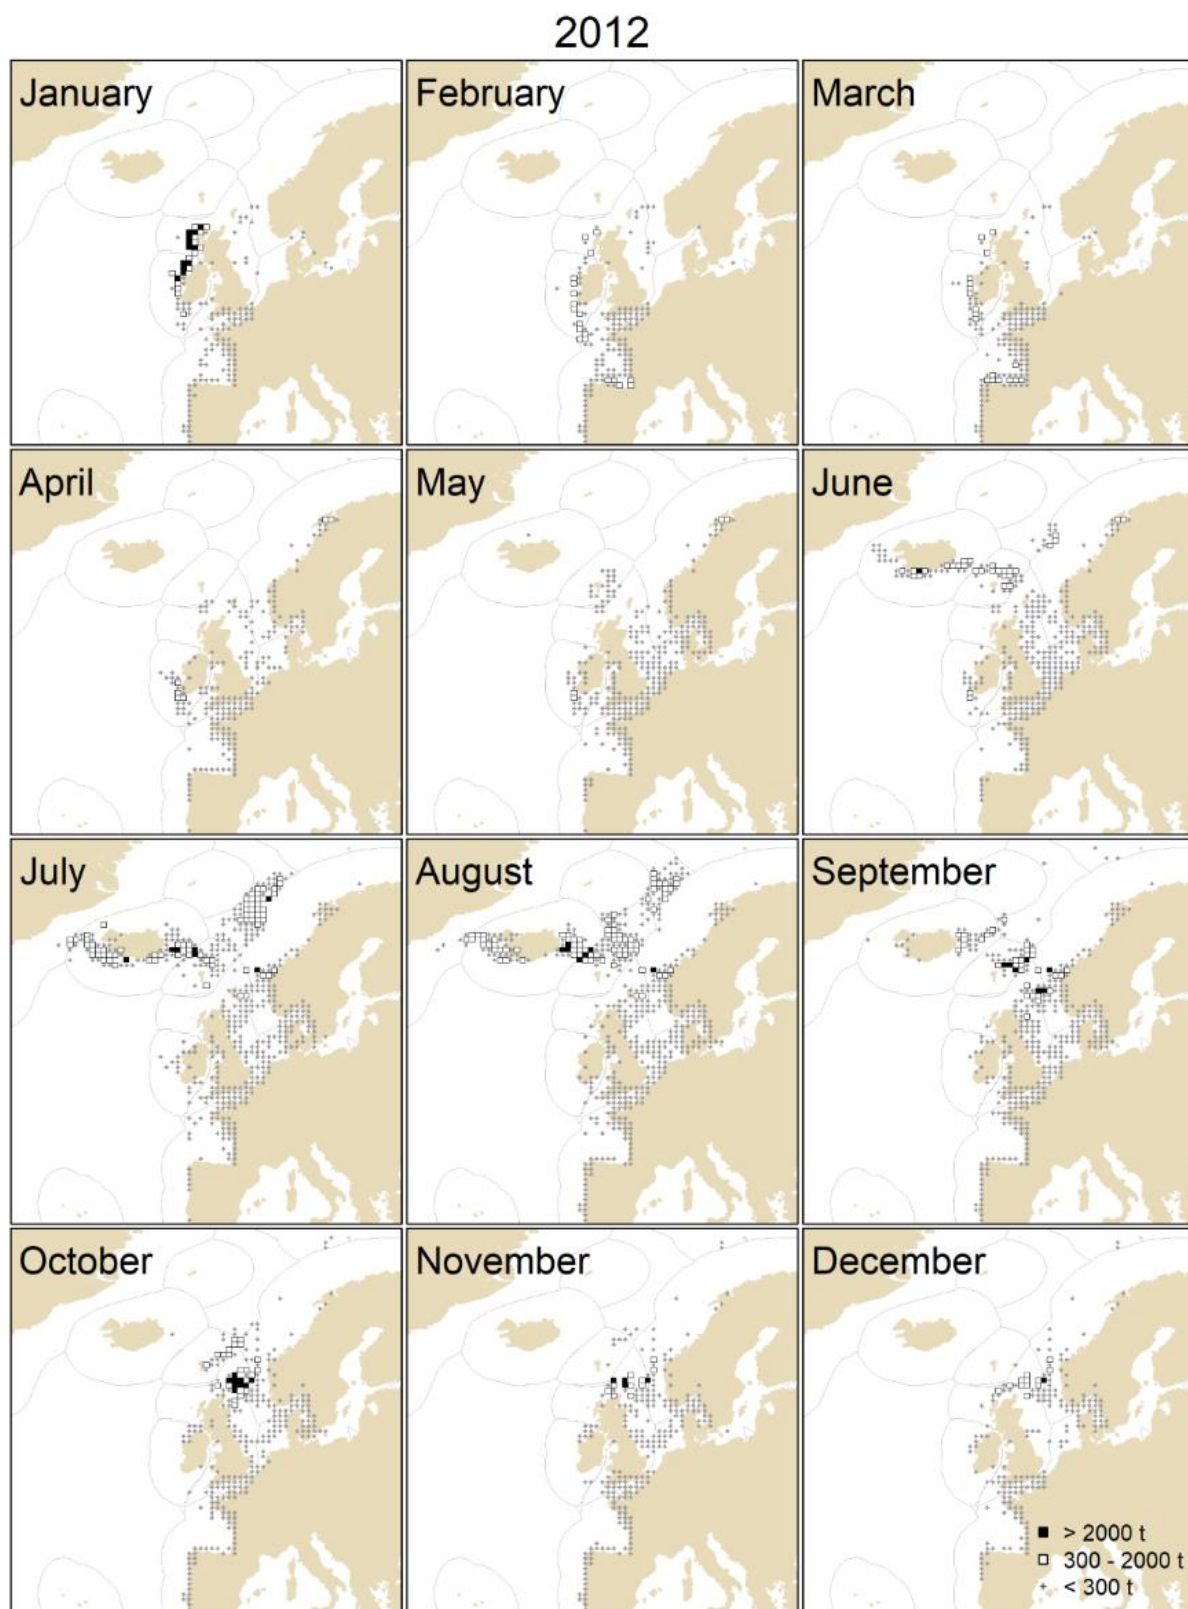 2012
January
February
March
April
May
June
July
August
September
October
November
December
> 2000 t
300 - 2000 t
< 300 t